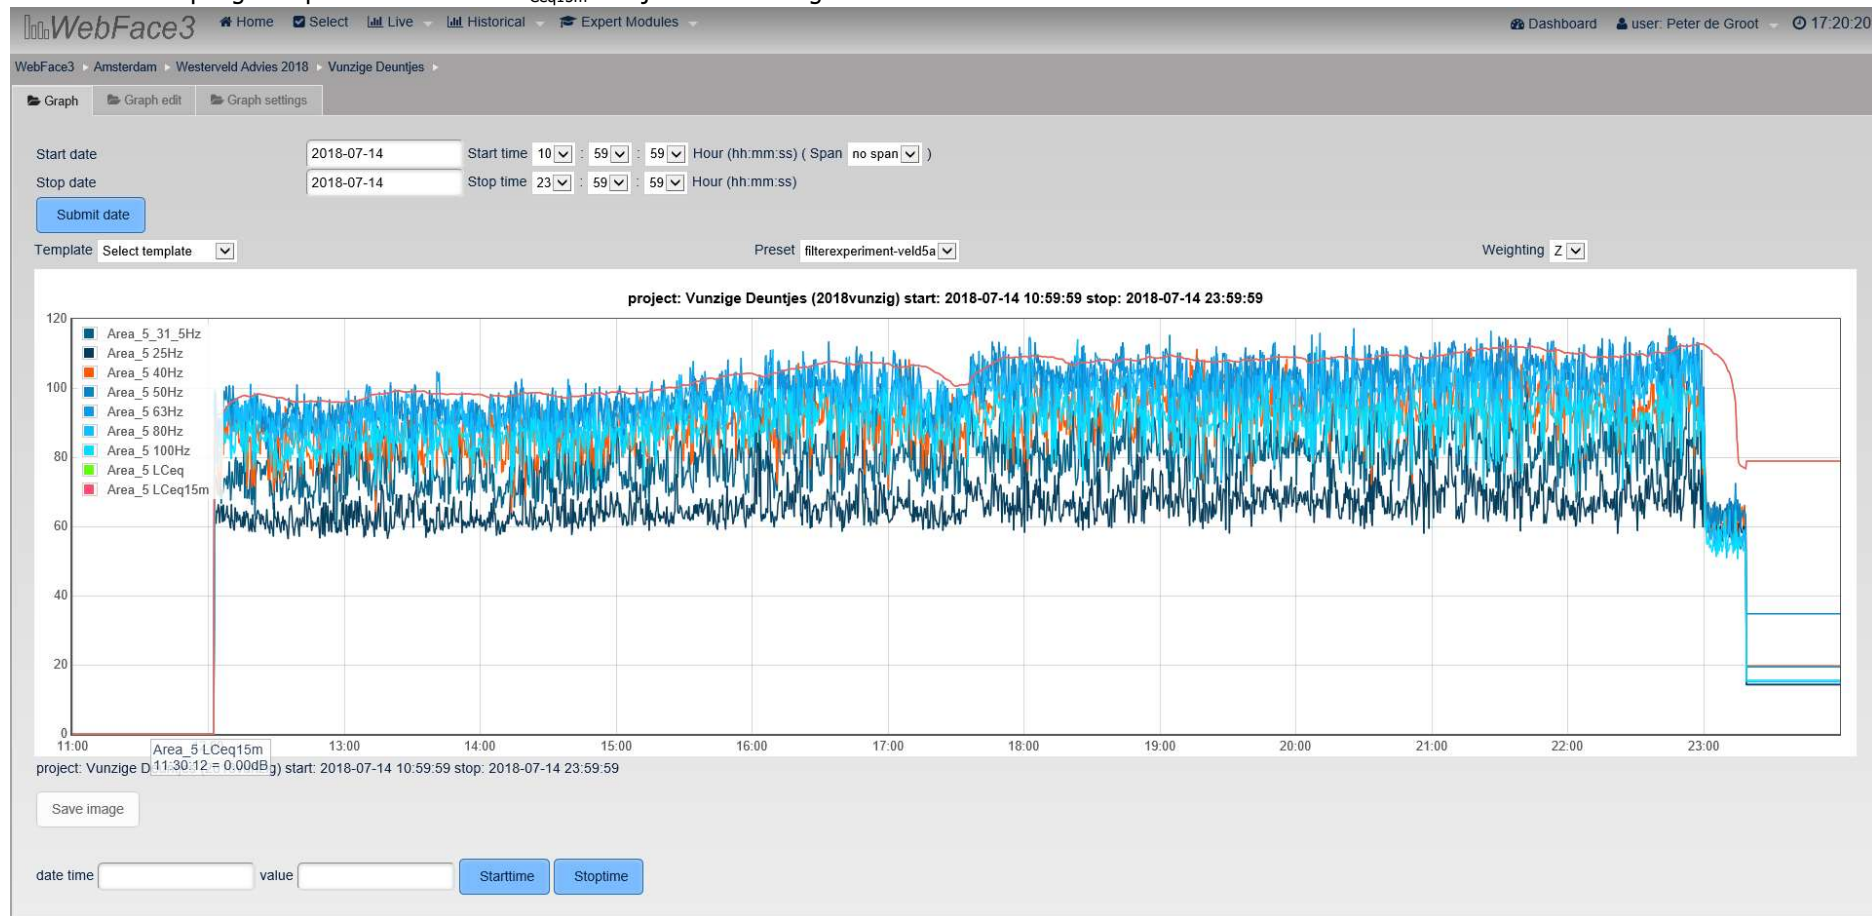 WebFace3 Home Select Live Historical Expert Modules Dashboard user: Peter de Groot 17:20:20
WebFace3 Amsterdam Westerveld Advies 2018 Vunzige Deuntjes
Graph Graph edit Graph settings
Start date 2018-07-14 Start time 10 : 59 : 59 Hour (hh:mm:ss) ( Span no span )
Stop date 2018-07-14 Stop time 23 : 59 : 59 Hour (hh:mm:ss)
Submit date
Template Select template Preset filterexperiment-veld5a Weighting Z
project: Vunzige Deuntjes (2018vunzig) start: 2018-07-14 10:59:59 stop: 2018-07-14 23:59:59
120
Area_5_31_5Hz
Area_5 25Hz
Area_5 40Hz
100
Area_5 50Hz
Area_5 63Hz
Area_5 80Hz
Area_5 100Hz
80
Area_5 LCeq
Area_5 LCeq15m
60
40
20
0
11:00 13:00 14:00 15:00 16:00 17:00 18:00 19:00 20:00 21:00 22:00 23:00
Area_5 LCeq15m
11:30:12 = 0.00dB
project: Vunzige D g) start: 2018-07-14 10:59:59 stop: 2018-07-14 23:59:59
Save image
date time value Starttime Stoptime